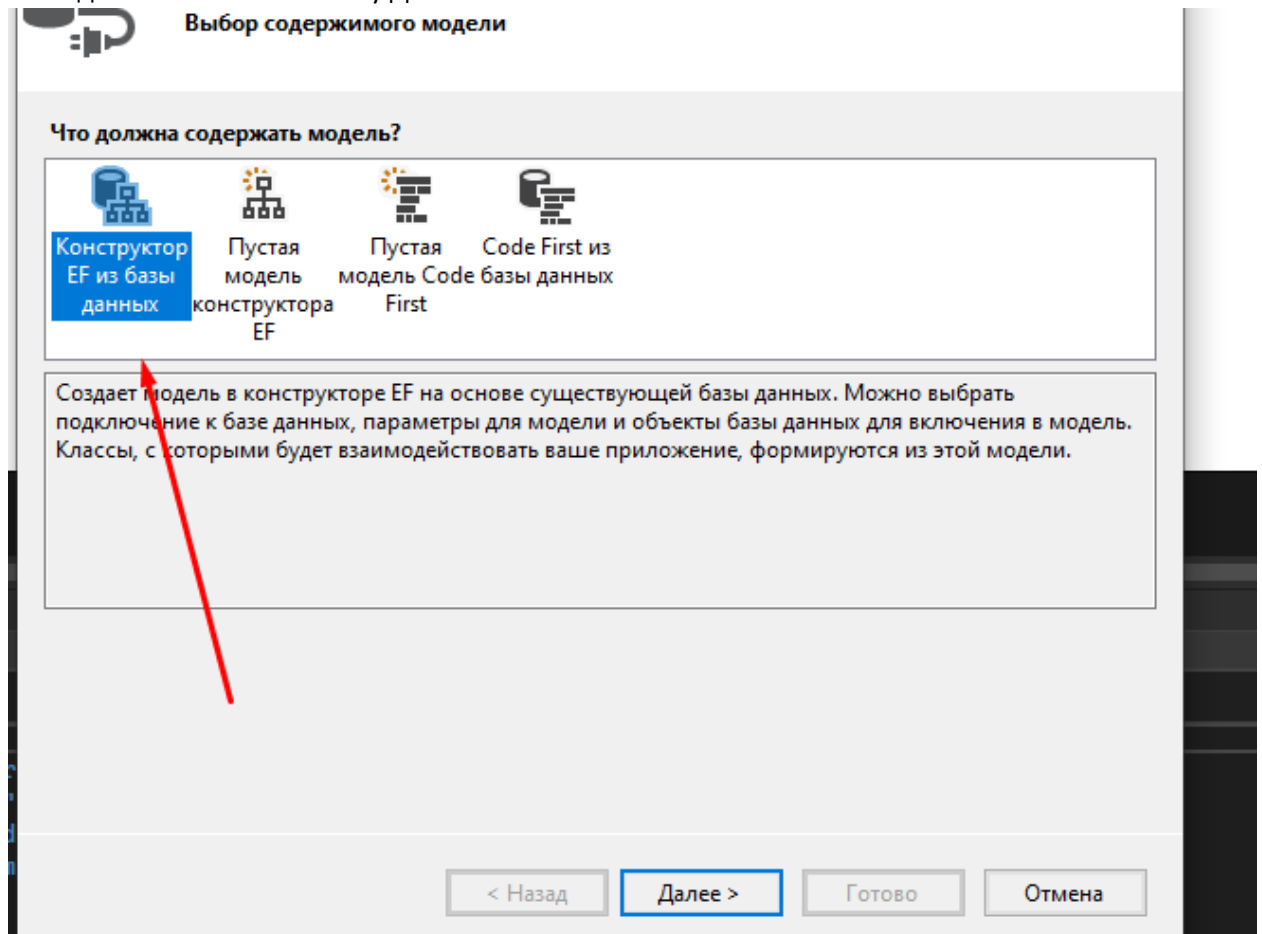 Выбор содержимого модели
Что должна содержать модель?
Конструктор
EF из базы
данных
Пустая
модель
конструктора
EF
Пустая
модель Code
First
Code First из
базы данных
Создает модель в конструкторе EF на основе существующей базы данных. Можно выбрать
подключение к базе данных, параметры для модели и объекты базы данных для включения в модель.
Классы, с которыми будет взаимодействовать ваше приложение, формируются из этой модели.
< Назад
Далее >
Готово
Отмена